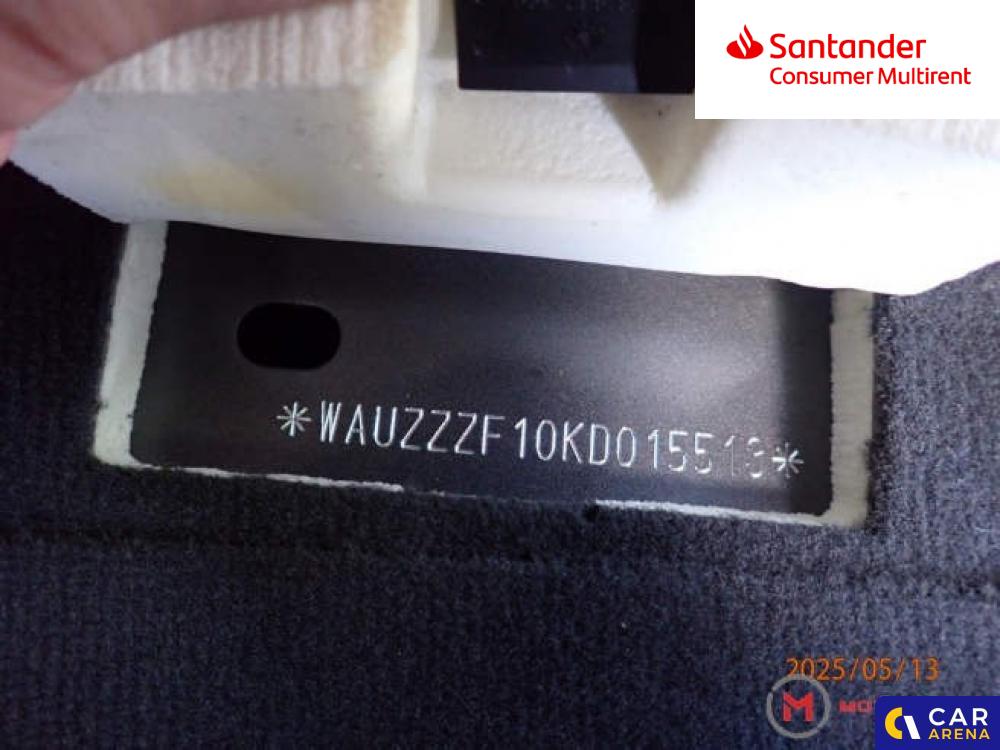 Santander
Consumer Multirent
*WAUZZZF10KD015513*
2025/05/13
M
CAR
ARENA